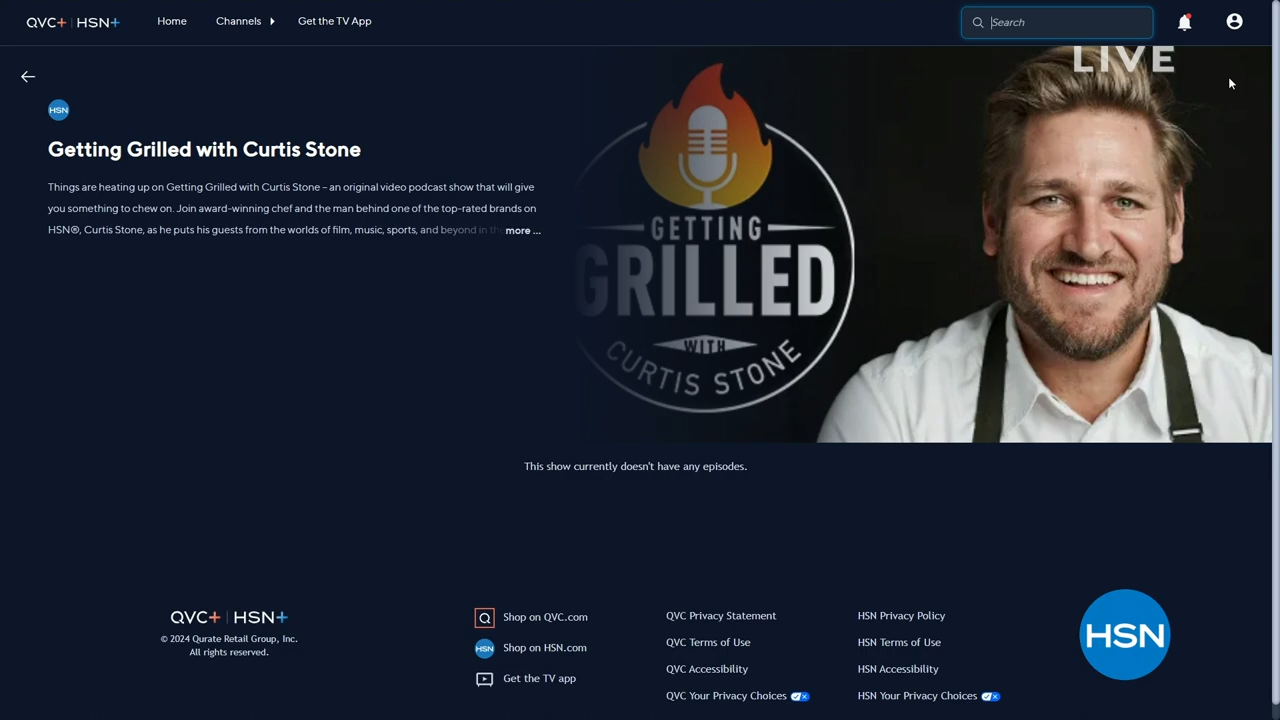 QVC+ | HSN+
Home
Channels
Get the TV App
Search
LIVE
HSN
Getting Grilled with Curtis Stone
Things are heating up on Getting Grilled with Curtis Stone – an original video podcast show that will give
you something to chew on. Join award-winning chef and the man behind one of the top-rated brands on
HSN®, Curtis Stone, as he puts his guests from the worlds of film, music, sports, and beyond in the more ...
GETTING
GRILLED
WITH
CURTIS STONE
This show currently doesn't have any episodes.
QVC+ | HSN+
© 2024 Qurate Retail Group, Inc.
All rights reserved.
Q Shop on QVC.com
HSN Shop on HSN.com
Get the TV app
QVC Privacy Statement
QVC Terms of Use
QVC Accessibility
QVC Your Privacy Choices
HSN Privacy Policy
HSN Terms of Use
HSN Accessibility
HSN Your Privacy Choices
HSN